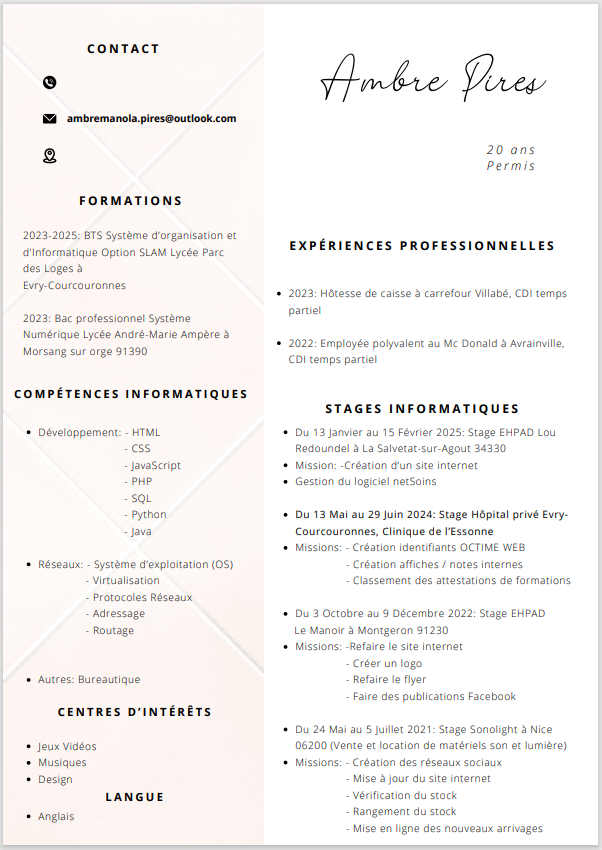 CONTACT
ambremanola.pires@outlook.com
FORMATIONS
2023-2025: BTS Système d'organisation et
d'Informatique Option SLAM Lycée Parc
des Loges à
Evry-Courcouronnes
2023: Bac professionnel Système
Numérique Lycée André-Marie Ampère à
Morsang sur orge 91390
COMPÉTENCES INFORMATIQUES
• Développement: - HTML
- CSS
- JavaScript
- PHP
- SQL
- Python
- Java
• Réseaux: - Système d'exploitation (OS)
- Virtualisation
- Protocoles Réseaux
- Adressage
- Routage
• Autres: Bureautique
CENTRES D'INTÉRÊTS
• Jeux Vidéos
• Musiques
• Design
LANGUE
• Anglais
Ambre Pires
20 ans
Permis
EXPÉRIENCES PROFESSIONNELLES
• 2023: Hôtesse de caisse à carrefour Villabé, CDI temps
partiel
• 2022: Employée polyvalent au Mc Donald à Avrainville,
CDI temps partiel
STAGES INFORMATIQUES
• Du 13 Janvier au 15 Février 2025: Stage EHPAD Lou
Redoundel à La Salvetat-sur-Agout 34330
• Mission: -Création d'un site internet
• Gestion du logiciel netSoins
• Du 13 Mai au 29 Juin 2024: Stage Hôpital privé Evry-
Courcouronnes, Clinique de l'Essonne
• Missions: - Création identifiants OCTIME WEB
- Création affiches / notes internes
- Classement des attestations de formations
• Du 3 Octobre au 9 Décembre 2022: Stage EHPAD
Le Manoir à Montgeron 91230
• Missions: -Refaire le site internet
- Créer un logo
- Refaire le flyer
- Faire des publications Facebook
• Du 24 Mai au 5 Juillet 2021: Stage Sonolight à Nice
06200 (Vente et location de matériels son et lumière)
• Missions: - Création des réseaux sociaux
- Mise à jour du site internet
- Vérification du stock
- Rangement du stock
- Mise en ligne des nouveaux arrivages